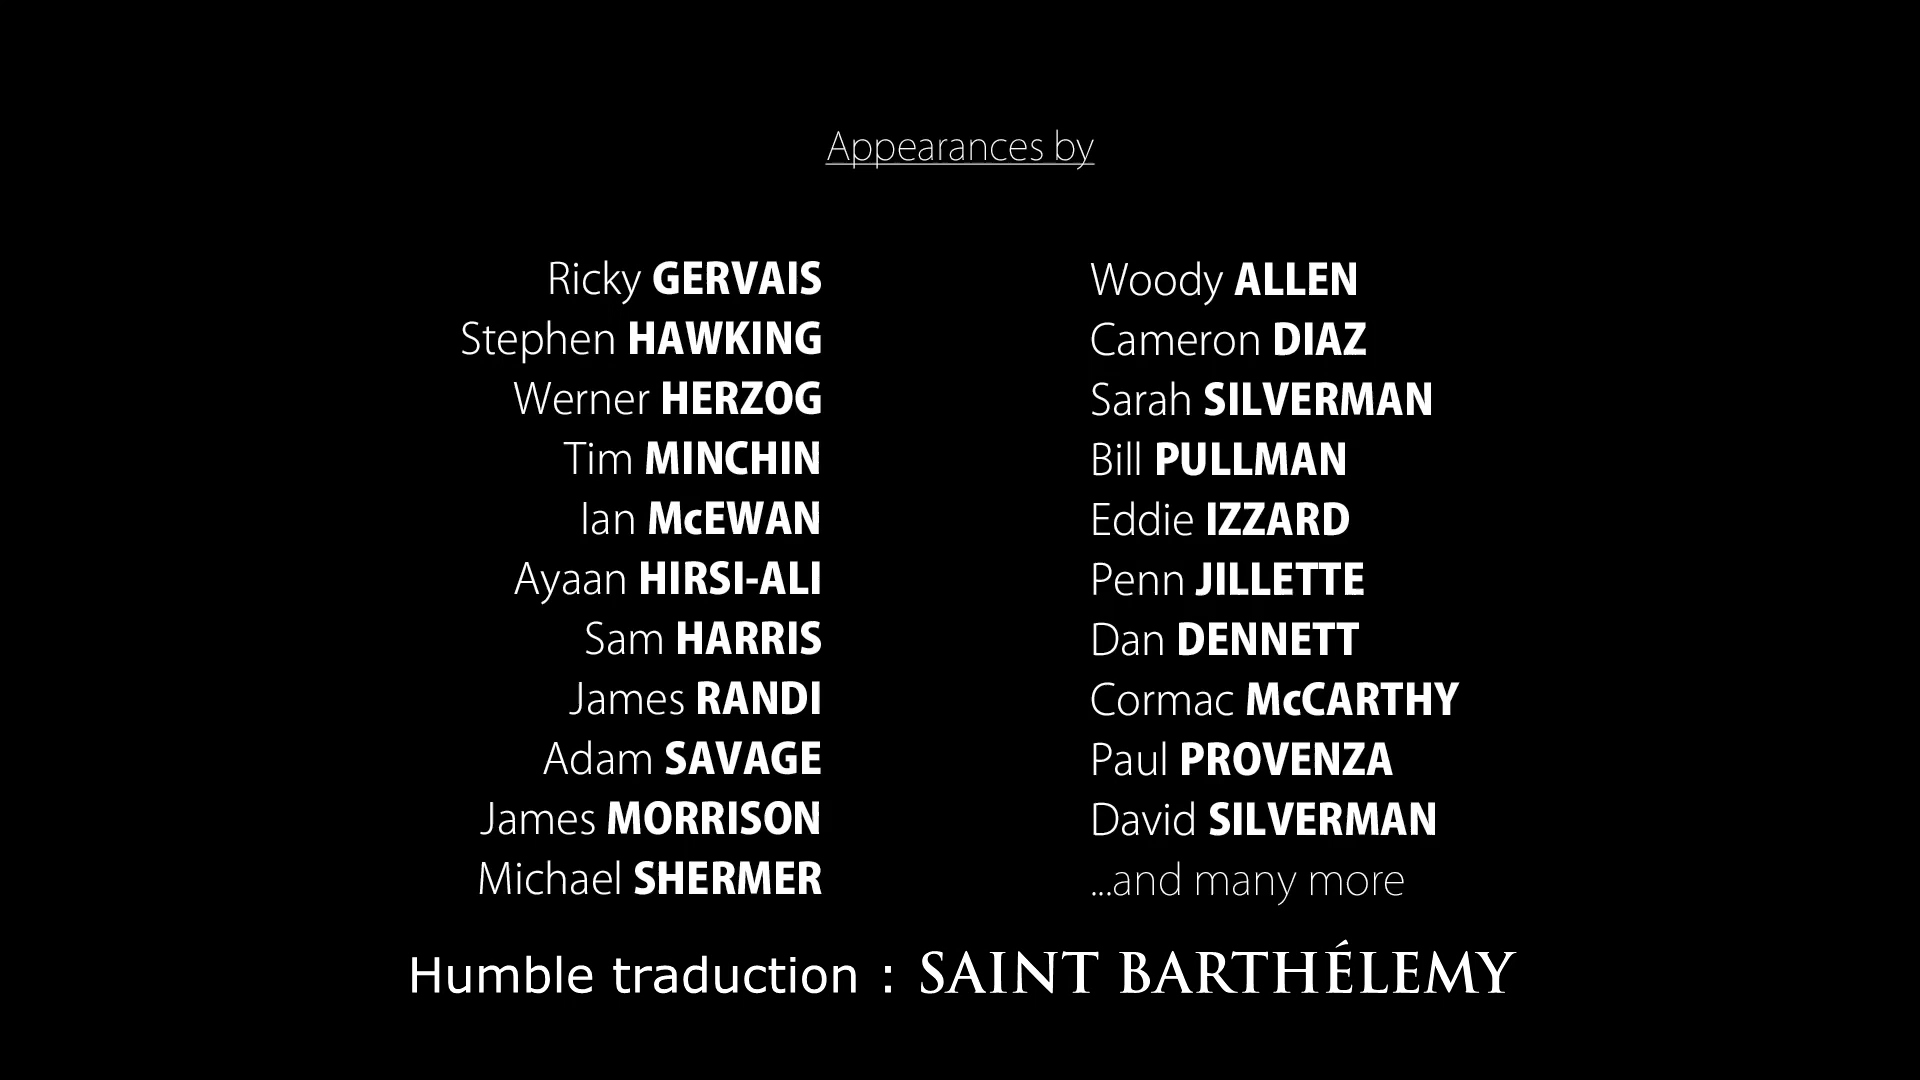 Appearances by
Ricky GERVAIS
Stephen HAWKING
Werner HERZOG
Tim MINCHIN
Ian McEWAN
Ayaan HIRSI-ALI
Sam HARRIS
James RANDI
Adam SAVAGE
James MORRISON
Michael SHERMER
Woody ALLEN
Cameron DIAZ
Sarah SILVERMAN
Bill PULLMAN
Eddie IZZARD
Penn JILLETTE
Dan DENNETT
Cormac McCARTHY
Paul PROVENZA
David SILVERMAN
...and many more
Humble traduction : SAINT BARTHÉLEMY